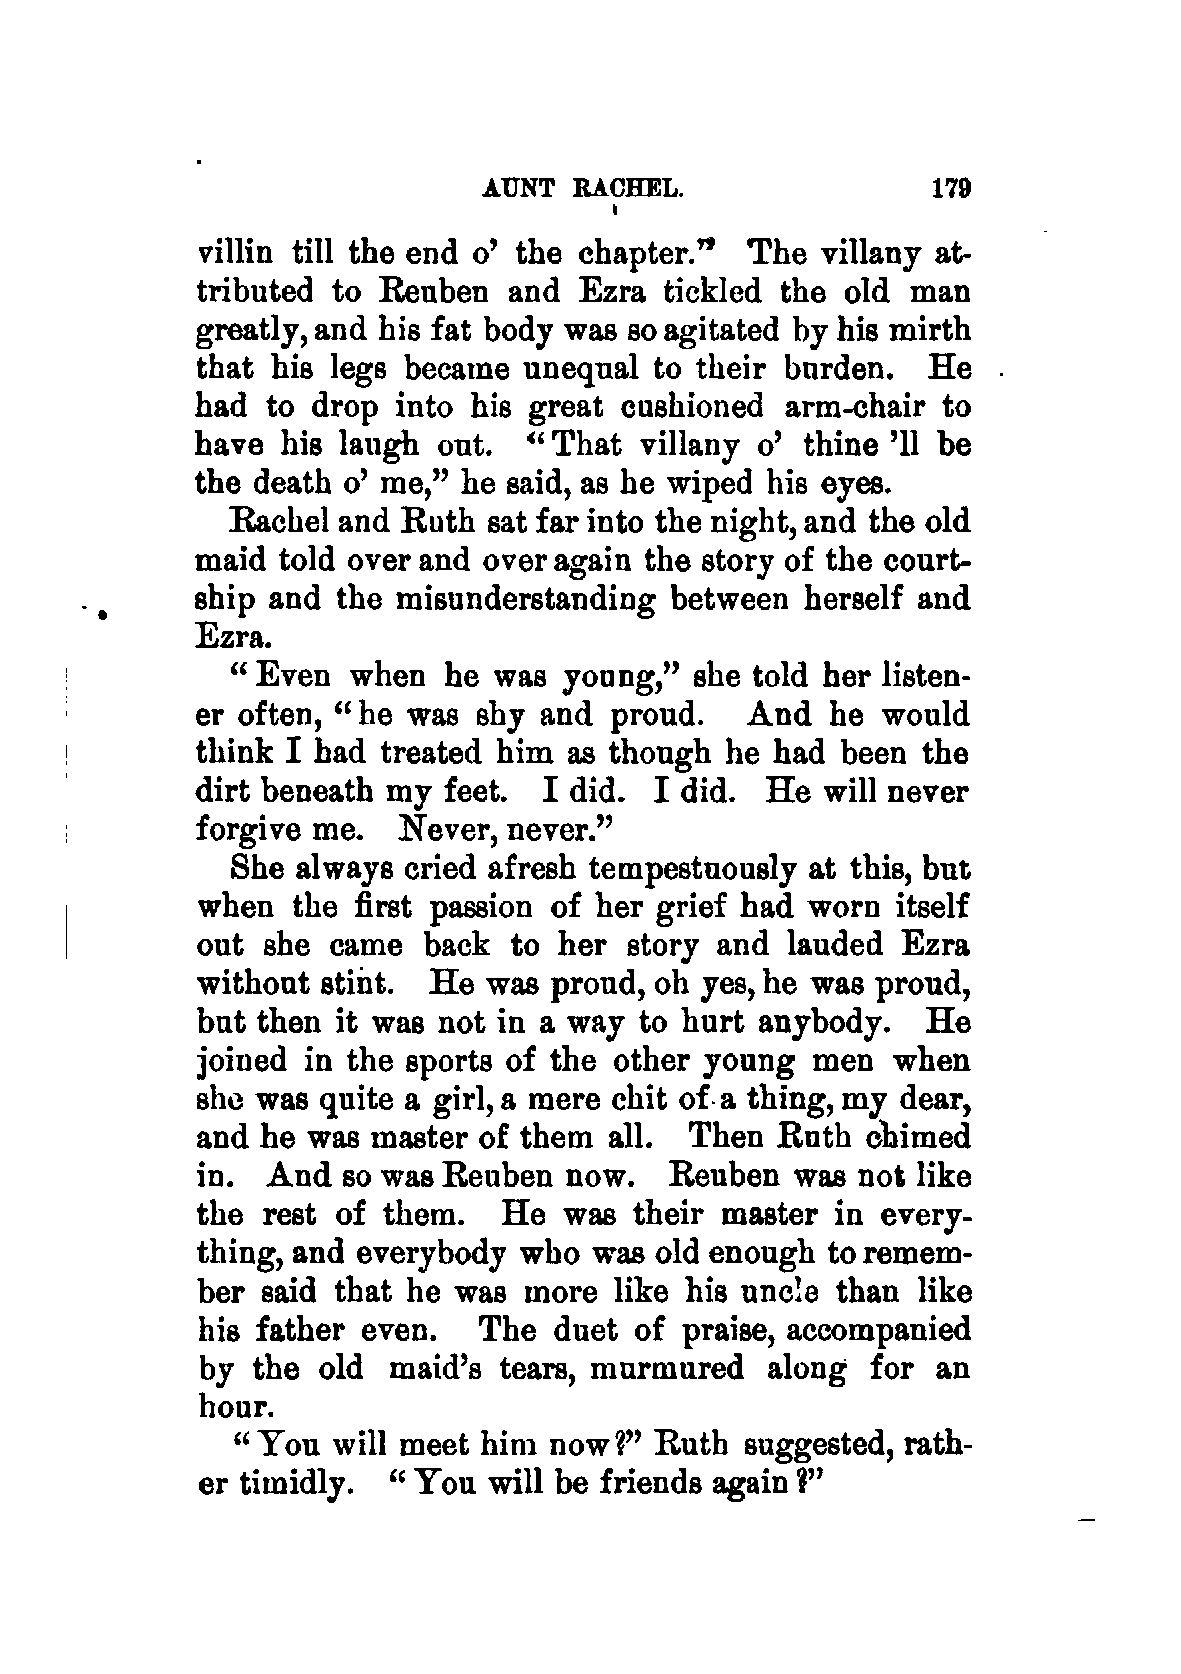 AUNT RACHEL. 179
villin till the end o' the chapter." The villany at-
tributed to Reuben and Ezra tickled the old man
greatly, and his fat body was so agitated by his mirth
that his legs became unequal to their burden. He
had to drop into his great cushioned arm-chair to
have his laugh out. "That villany o' thine 'll be
the death o' me," he said, as he wiped his eyes.
Rachel and Ruth sat far into the night, and the old
maid told over and over again the story of the court-
ship and the misunderstanding between herself and
Ezra.
"Even when he was young," she told her listen-
er often, "he was shy and proud. And he would
think I had treated him as though he had been the
dirt beneath my feet. I did. I did. He will never
forgive me. Never, never."
She always cried afresh tempestuously at this, but
when the first passion of her grief had worn itself
out she came back to her story and lauded Ezra
without stint. He was proud, oh yes, he was proud,
but then it was not in a way to hurt anybody. He
joined in the sports of the other young men when
she was quite a girl, a mere chit of a thing, my dear,
and he was master of them all. Then Ruth chimed
in. And so was Reuben now. Reuben was not like
the rest of them. He was their master in every-
thing, and everybody who was old enough to remem-
ber said that he was more like his uncle than like
his father even. The duet of praise, accompanied
by the old maid's tears, murmured along for an
hour.
"You will meet him now?" Ruth suggested, rath-
er timidly. "You will be friends again?"